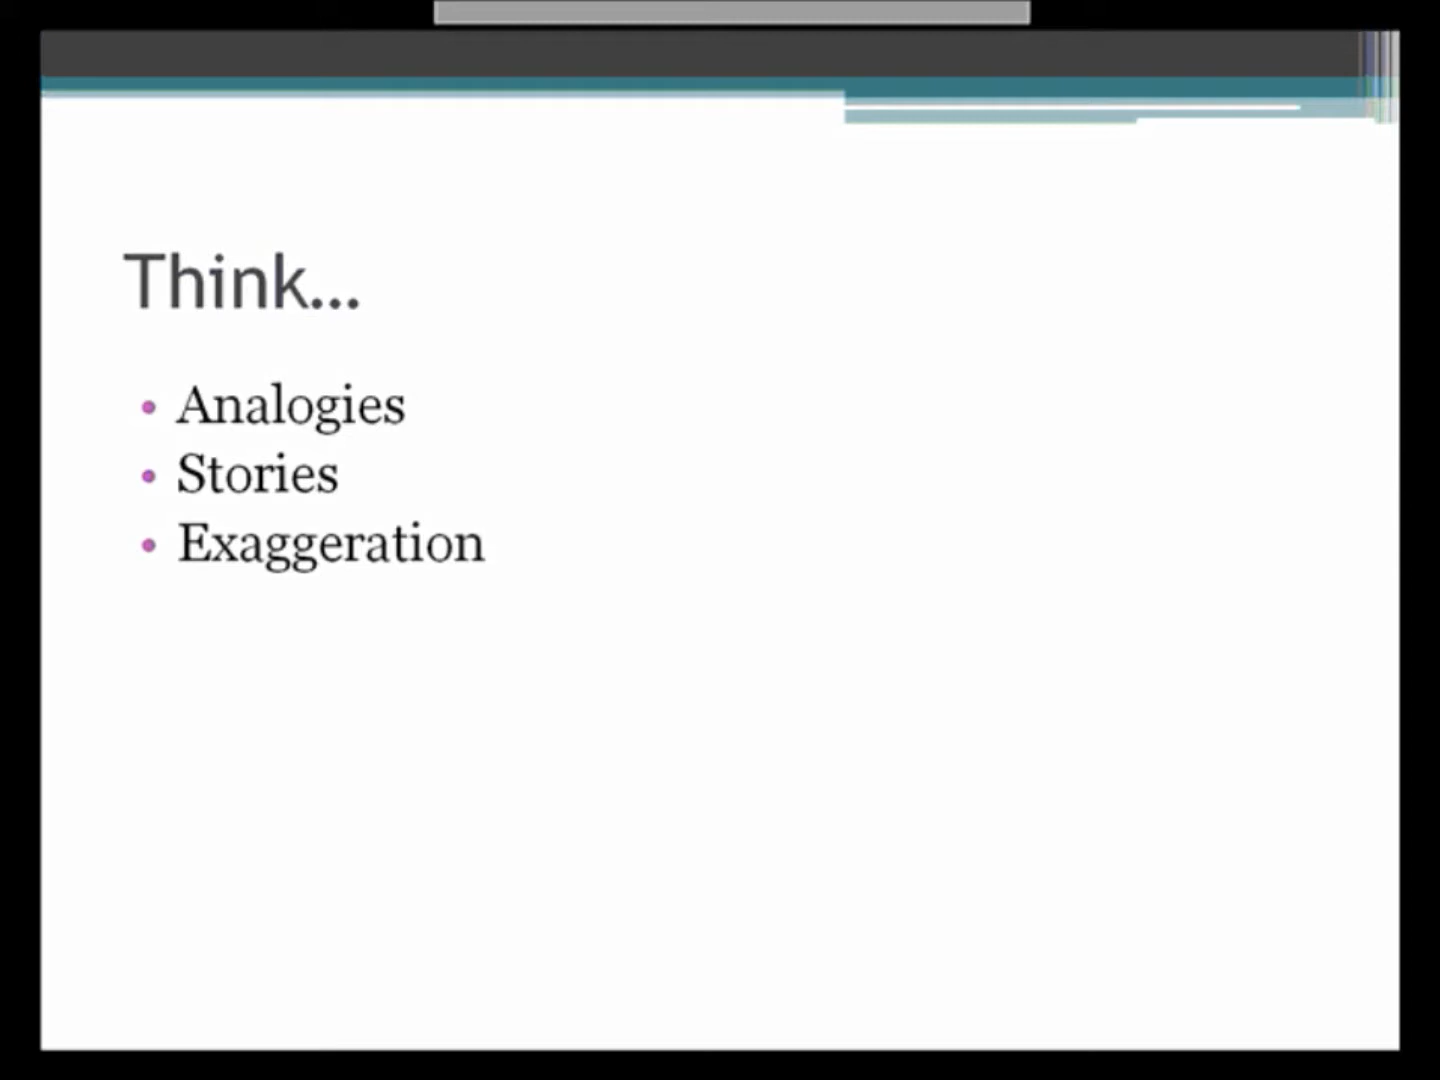 Think...
• Analogies
• Stories
• Exaggeration